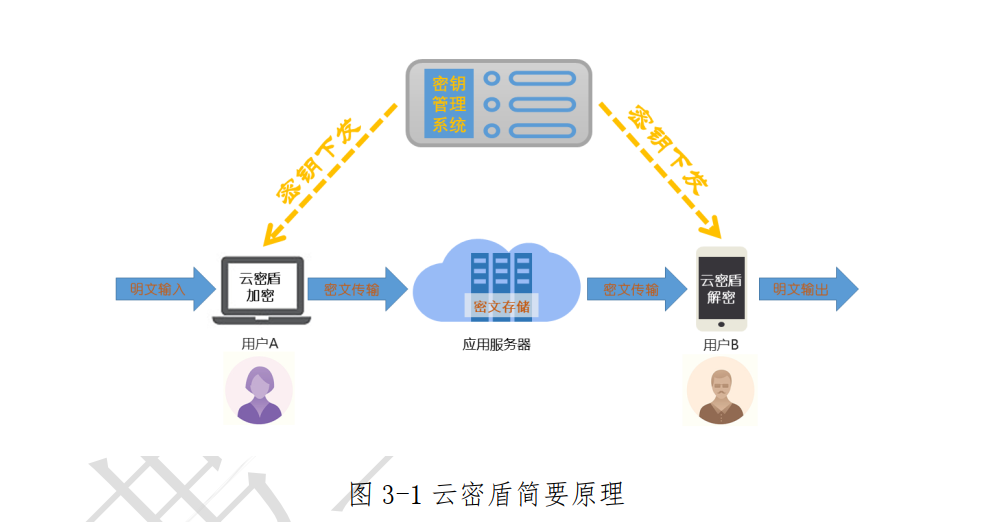 密钥
管理
系统
密钥下发
密钥下发
明文输入
云密盾
加密
密文传输
密文存储
密文传输
云密盾
解密
明文输出
用户A
应用服务器
用户B
图 3-1 云密盾简要原理